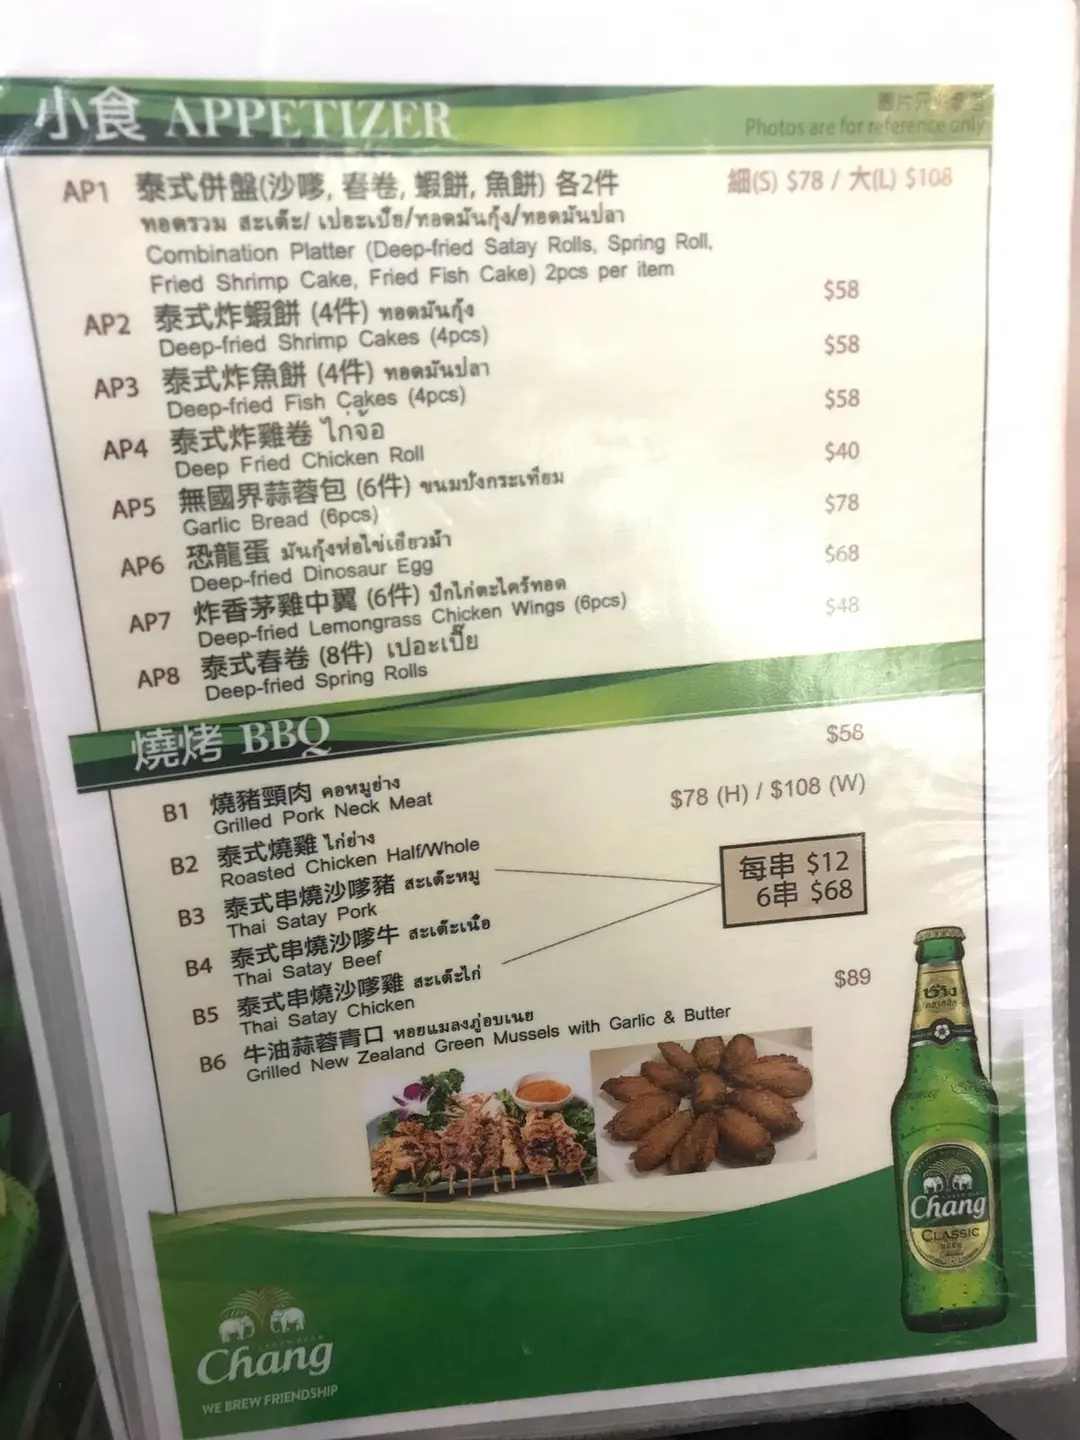 小食 APPETIZER
Photos are for reference only
AP1 泰式併盤(沙嗲, 春卷, 蝦餅, 魚餅) 各2件 細(S) $78 / 大(L) $108
ทอดรวม สะเต๊ะ/ เปอะเปี๊ย/ทอดมันกุ้ง/ทอดมันปลา
Combination Platter (Deep-fried Satay Rolls, Spring Roll,
Fried Shrimp Cake, Fried Fish Cake) 2pcs per item
AP2 泰式炸蝦餅 (4件) ทอดมันกุ้ง $58
Deep-fried Shrimp Cakes (4pcs)
AP3 泰式炸魚餅 (4件) ทอดมันปลา $58
Deep-fried Fish Cakes (4pcs)
AP4 泰式炸雞卷 ไก่จ้อ $58
Deep Fried Chicken Roll
AP5 無國界蒜蓉包 (6件) ขนมปังกระเทียม $40
Garlic Bread (6pcs)
AP6 恐龍蛋 มันกุ้งห่อไข่เยี่ยวม้า $78
Deep-fried Dinosaur Egg
AP7 炸香茅雞中翼 (6件) ปีกไก่ตะไคร้ทอด $68
Deep-fried Lemongrass Chicken Wings (6pcs)
AP8 泰式春卷 (8件) เปอะเปี๊ย $48
Deep-fried Spring Rolls
燒烤 BBQ
B1 燒豬頸肉 คอหมูย่าง $58
Grilled Pork Neck Meat
B2 泰式燒雞 ไก่ย่าง $78 (H) / $108 (W)
Roasted Chicken Half/Whole
B3 泰式串燒沙嗲豬 สะเต๊ะหมู
Thai Satay Pork
每串 $12
6串 $68
B4 泰式串燒沙嗲牛 สะเต๊ะเนื้อ
Thai Satay Beef
B5 泰式串燒沙嗲雞 สะเต๊ะไก่
Thai Satay Chicken
B6 牛油蒜蓉青口 หอยแมลงภู่อบเนย $89
Grilled New Zealand Green Mussels with Garlic & Butter
ช้าง
Chang
CLASSIC
BEER
Chang
WE BREW FRIENDSHIP